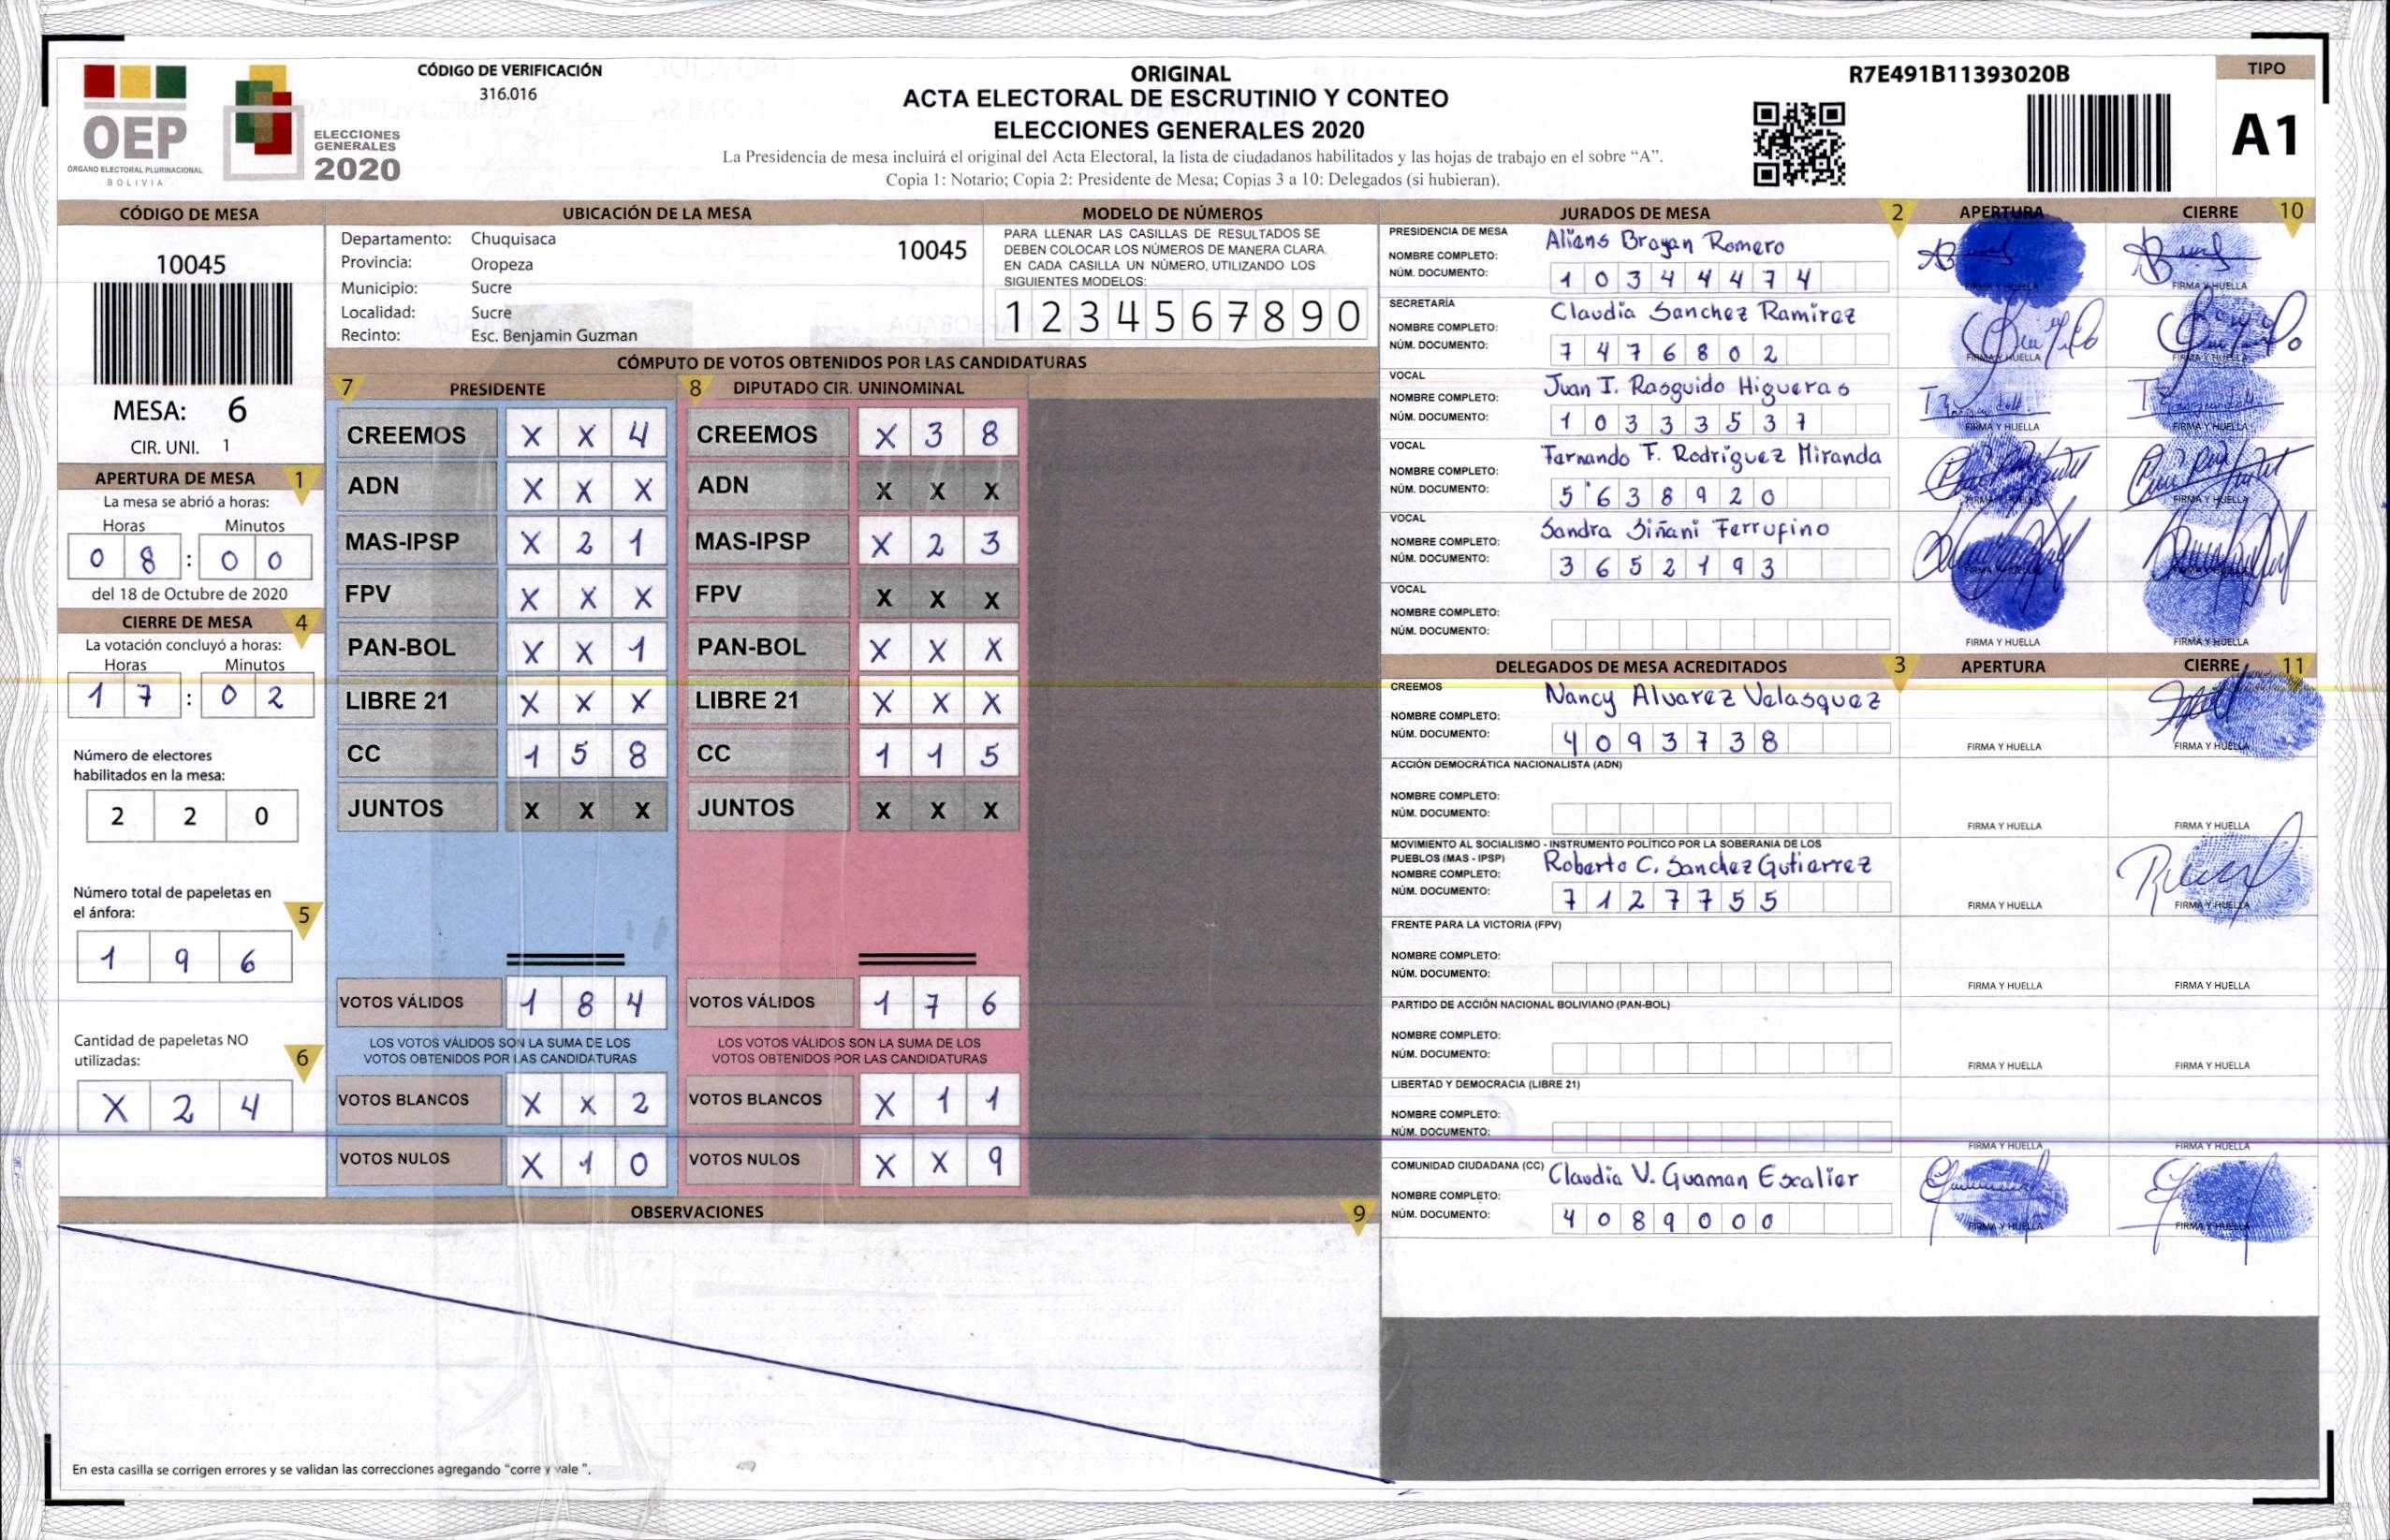 OEP
ÓRGANO ELECTORAL PLURINACIONAL
BOLIVIA
ELECCIONES
GENERALES
2020
CÓDIGO DE VERIFICACIÓN
316.016
ORIGINAL
ACTA ELECTORAL DE ESCRUTINIO Y CONTEO
ELECCIONES GENERALES 2020
La Presidencia de mesa incluirá el original del Acta Electoral, la lista de ciudadanos habilitados y las hojas de trabajo en el sobre “A”.
Copia 1: Notario; Copia 2: Presidente de Mesa; Copias 3 a 10: Delegados (si hubieran).
R7E491B11393020B
TIPO
A1
CÓDIGO DE MESA
10045
MESA: 6
CIR. UNI. 1
APERTURA DE MESA 1
La mesa se abrió a horas:
Horas Minutos
0 8 : 0 0
del 18 de Octubre de 2020
CIERRE DE MESA 4
La votación concluyó a horas:
Horas Minutos
1 7 : 0 2
Número de electores
habilitados en la mesa:
2 2 0
Número total de papeletas en
el ánfora: 5
1 9 6
Cantidad de papeletas NO
utilizadas: 6
X 2 4
UBICACIÓN DE LA MESA
Departamento: Chuquisaca 10045
Provincia: Oropeza
Municipio: Sucre
Localidad: Sucre
Recinto: Esc. Benjamin Guzman
MODELO DE NÚMEROS
PARA LLENAR LAS CASILLAS DE RESULTADOS SE
DEBEN COLOCAR LOS NÚMEROS DE MANERA CLARA.
EN CADA CASILLA UN NÚMERO, UTILIZANDO LOS
SIGUIENTES MODELOS:
1 2 3 4 5 6 7 8 9 0
CÓMPUTO DE VOTOS OBTENIDOS POR LAS CANDIDATURAS
7 PRESIDENTE 8 DIPUTADO CIR. UNINOMINAL
CREEMOS X X 4 CREEMOS X 3 8
ADN X X X ADN X X X
MAS-IPSP X 2 1 MAS-IPSP X 2 3
FPV X X X FPV X X X
PAN-BOL X X 1 PAN-BOL X X X
LIBRE 21 X X X LIBRE 21 X X X
CC 1 5 8 CC 1 1 5
JUNTOS X X X JUNTOS X X X
VOTOS VÁLIDOS 1 8 4 VOTOS VÁLIDOS 1 7 6
LOS VOTOS VÁLIDOS SON LA SUMA DE LOS LOS VOTOS VÁLIDOS SON LA SUMA DE LOS
VOTOS OBTENIDOS POR LAS CANDIDATURAS VOTOS OBTENIDOS POR LAS CANDIDATURAS
VOTOS BLANCOS X X 2 VOTOS BLANCOS X 1 1
VOTOS NULOS X 1 0 VOTOS NULOS X X 9
OBSERVACIONES 9
En esta casilla se corrigen errores y se validan las correcciones agregando “corre y vale ”.
JURADOS DE MESA 2 APERTURA CIERRE 10
PRESIDENCIA DE MESA Aliens Brayan Romero
NOMBRE COMPLETO:
NÚM. DOCUMENTO: 1 0 3 4 4 4 7 4
FIRMA Y HUELLA FIRMA Y HUELLA
SECRETARÍA Claudia Sanchez Ramirez
NOMBRE COMPLETO:
NÚM. DOCUMENTO: 7 4 7 6 8 0 2
FIRMA Y HUELLA FIRMA Y HUELLA
VOCAL Juan I. Rasguido Higueras
NOMBRE COMPLETO:
NÚM. DOCUMENTO: 1 0 3 3 3 5 3 7
FIRMA Y HUELLA FIRMA Y HUELLA
VOCAL Fernando F. Rodriguez Miranda
NOMBRE COMPLETO:
NÚM. DOCUMENTO: 5 6 3 8 9 2 0
FIRMA Y HUELLA FIRMA Y HUELLA
VOCAL Sandra Siñani Ferrufino
NOMBRE COMPLETO:
NÚM. DOCUMENTO: 3 6 5 2 1 9 3
FIRMA Y HUELLA
VOCAL
NOMBRE COMPLETO:
NÚM. DOCUMENTO:
FIRMA Y HUELLA FIRMA Y HUELLA
DELEGADOS DE MESA ACREDITADOS 3 APERTURA CIERRE 11
CREEMOS Nancy Alvarez Velasquez
NOMBRE COMPLETO:
NÚM. DOCUMENTO: 4 0 9 3 7 3 8
FIRMA Y HUELLA FIRMA Y HUELLA
ACCIÓN DEMOCRÁTICA NACIONALISTA (ADN)
NOMBRE COMPLETO:
NÚM. DOCUMENTO:
FIRMA Y HUELLA FIRMA Y HUELLA
MOVIMIENTO AL SOCIALISMO - INSTRUMENTO POLÍTICO POR LA SOBERANIA DE LOS
PUEBLOS (MAS - IPSP) Roberto C. Sanchez Gutierrez
NOMBRE COMPLETO:
NÚM. DOCUMENTO: 7 1 2 7 7 5 5
FIRMA Y HUELLA FIRMA Y HUELLA
FRENTE PARA LA VICTORIA (FPV)
NOMBRE COMPLETO:
NÚM. DOCUMENTO:
FIRMA Y HUELLA FIRMA Y HUELLA
PARTIDO DE ACCIÓN NACIONAL BOLIVIANO (PAN-BOL)
NOMBRE COMPLETO:
NÚM. DOCUMENTO:
FIRMA Y HUELLA FIRMA Y HUELLA
LIBERTAD Y DEMOCRACIA (LIBRE 21)
NOMBRE COMPLETO:
NÚM. DOCUMENTO:
FIRMA Y HUELLA FIRMA Y HUELLA
COMUNIDAD CIUDADANA (CC) Claudia V. Guaman Escalier
NOMBRE COMPLETO:
NÚM. DOCUMENTO: 4 0 8 9 0 0 0
FIRMA Y HUELLA FIRMA Y HUELLA